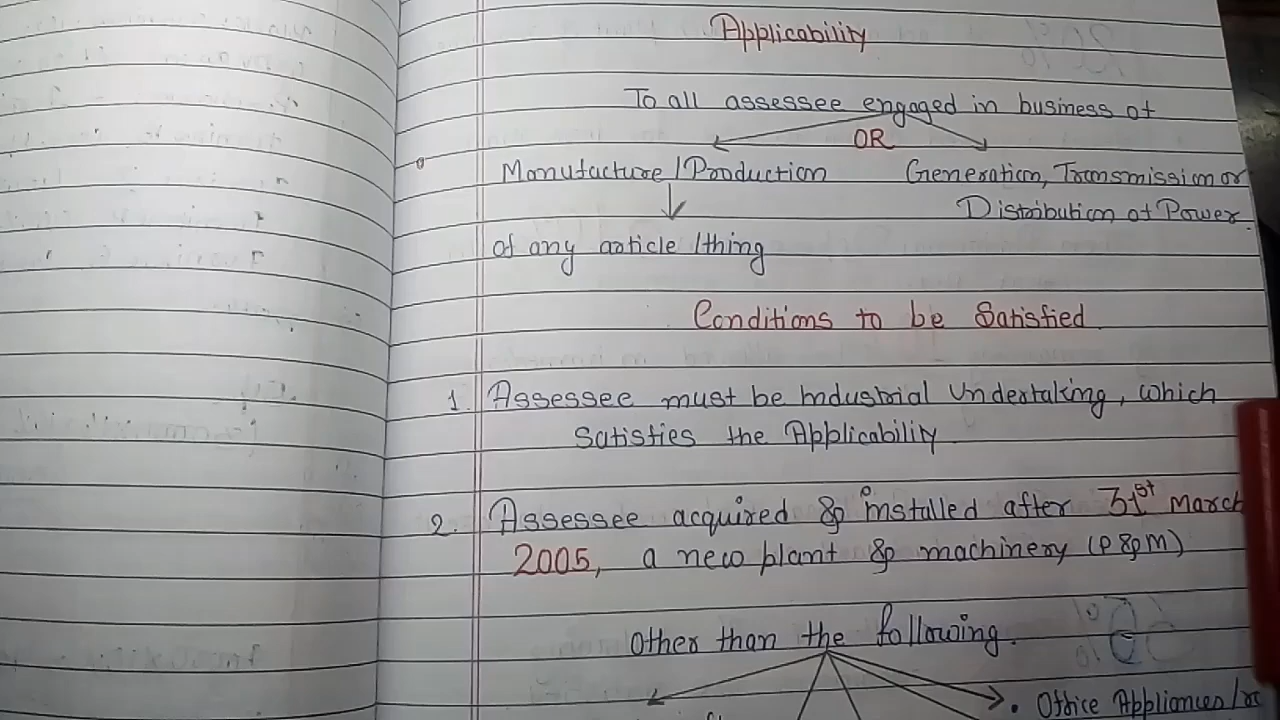 Applicability
To all assessee engaged in business of
OR
Manufacture / Production Generation, Transmission or
Distribution of Power.
of any article / thing
Conditions to be Satisfied
1. Assessee must be Industrial Undertaking, which
satisfies the Applicability
2. Assessee acquired & installed after 31st March
2005, a new plant & machinery (P&M)
Other than the following.
• Office Appliances /